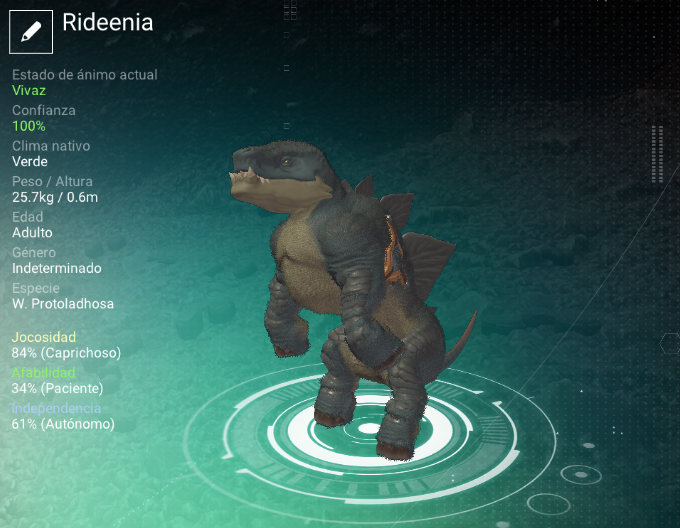 Rideenia
Estado de ánimo actual
Vivaz
Confianza
100%
Clima nativo
Verde
Peso / Altura
25.7kg / 0.6m
Edad
Adulto
Género
Indeterminado
Especie
W. Protoladhosa
Jocosidad
84% (Caprichoso)
Afabilidad
34% (Paciente)
Independencia
61% (Autónomo)